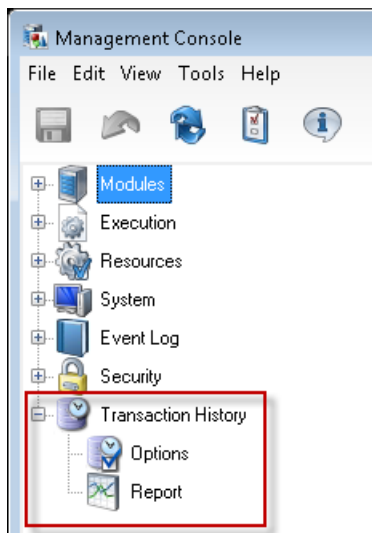 Management Console
File Edit View Tools Help
Modules
Execution
Resources
System
Event Log
Security
Transaction History
Options
Report